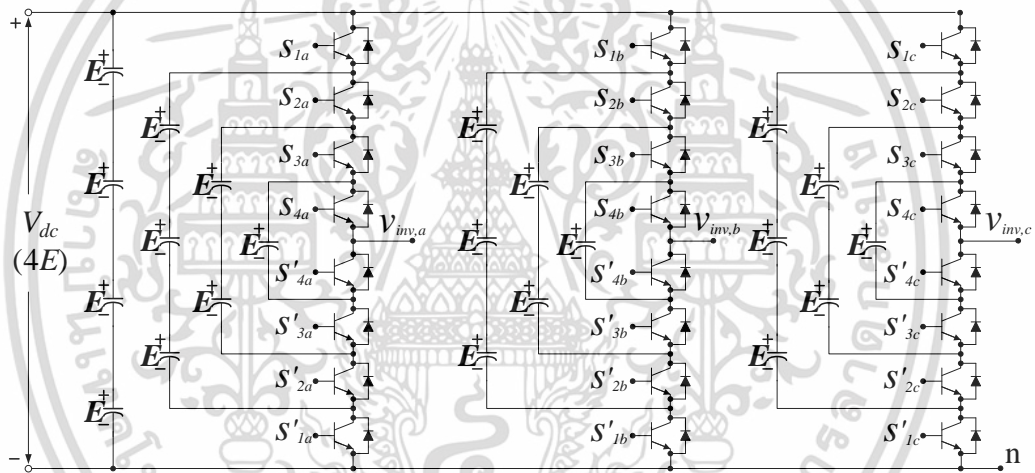 +
S1a
S1b
S1c
E + −
S2a
S2b
S2c
E + −
E + −
E + −
S3a
S3b
S3c
E + −
E + −
E + −
E + −
S4a
S4b
S4c
Vdc
(4E)
E + −
E + −
vinv,a
E + −
E + −
vinv,b
E + −
E + −
vinv,c
S'4a
S'4b
S'4c
E + −
E + −
E + −
E + −
S'3a
S'3b
S'3c
E + −
E + −
E + −
S'2a
S'2b
S'2c
E + −
S'1a
S'1b
S'1c
−
n